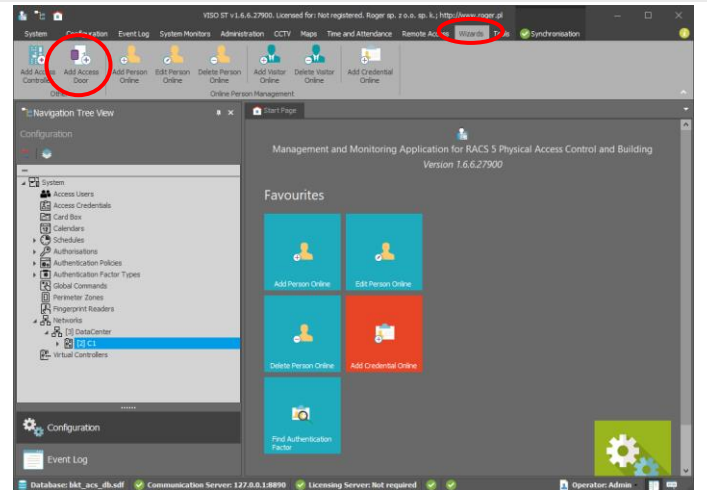 VISO ST v1.6.6.27900. Licensed for: Not registered. Roger sp. z o.o. sp. k.; http://www.roger.pl
System Configuration Event Log System Monitors Administration CCTV Maps Time and Attendance Remote Access Wizards Tools Synchronisation
Add Access Controller
Add Access Door
Add Person Online
Edit Person Online
Delete Person Online
Add Visitor Online
Delete Visitor Online
Add Credential Online
Online Person Management
Navigation Tree View
Start Page
Configuration
Management and Monitoring Application for RACS 5 Physical Access Control and Building
Version 1.6.6.27900
System
Access Users
Access Credentials
Card Box
Calendars
Schedules
Authorisations
Authentication Policies
Authentication Factor Types
Global Commands
Perimeter Zones
Fingerprint Readers
Networks
[3] DataCenter
[2] C1
Virtual Controllers
Favourites
Add Person Online
Edit Person Online
Delete Person Online
Add Credential Online
Find Authentication
Factor
Configuration
Event Log
Database: bkt_acs_db.sdf Communication Server: 127.0.0.1:8890 Licensing Server: Not required Operator: Admin